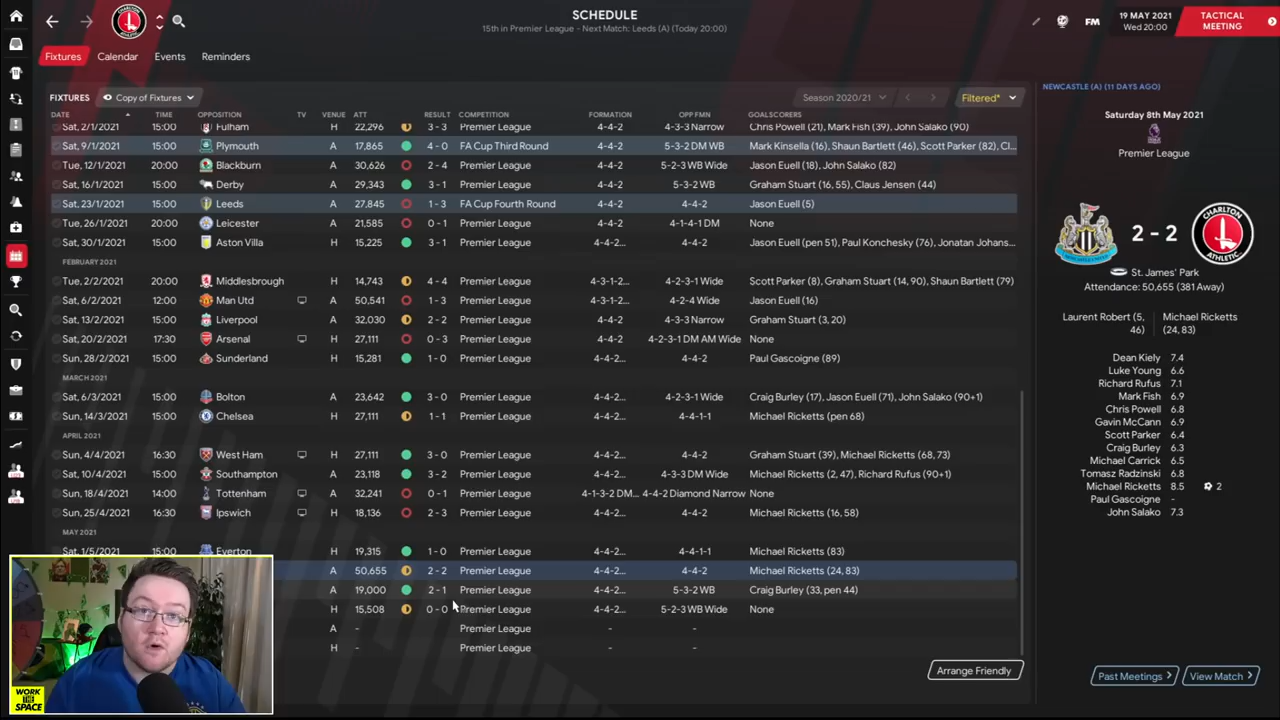 SCHEDULE
15th in Premier League - Next Match: Leeds (A) (Today 20:00)
FM
19 MAY 2021
Wed 20:00
TACTICAL
MEETING
Fixtures Calendar Events Reminders
FIXTURES Copy of Fixtures Season 2020/21 Filtered*
DATE TIME OPPOSITION TV VENUE ATT RESULT COMPETITION FORMATION OPP FMN GOALSCORERS
Sat, 2/1/2021 15:00 Fulham H 22,296 3 - 3 Premier League 4-4-2 4-3-3 Narrow Chris Powell (21), Mark Fish (39), John Salako (90)
Sat, 9/1/2021 15:00 Plymouth A 17,865 4 - 0 FA Cup Third Round 4-4-2 5-3-2 DM WB Mark Kinsella (16), Shaun Bartlett (46), Scott Parker (82), Cl...
Tue, 12/1/2021 20:00 Blackburn A 30,626 2 - 4 Premier League 4-4-2 5-2-3 WB Wide Jason Euell (18), John Salako (82)
Sat, 16/1/2021 15:00 Derby A 29,343 3 - 1 Premier League 4-4-2 5-3-2 WB Graham Stuart (16, 55), Claus Jensen (44)
Sat, 23/1/2021 15:00 Leeds A 27,845 1 - 3 FA Cup Fourth Round 4-4-2 4-4-2 Jason Euell (5)
Tue, 26/1/2021 20:00 Leicester A 21,585 0 - 1 Premier League 4-4-2 4-1-4-1 DM None
Sat, 30/1/2021 15:00 Aston Villa H 15,225 3 - 1 Premier League 4-4-2... 4-4-2 Jason Euell (pen 51), Paul Konchesky (76), Jonatan Johans...
FEBRUARY 2021
Tue, 2/2/2021 20:00 Middlesbrough H 14,743 4 - 4 Premier League 4-3-1-2... 4-2-3-1 Wide Scott Parker (8), Graham Stuart (14, 90), Shaun Bartlett (79)
Sat, 6/2/2021 12:00 Man Utd A 50,541 1 - 3 Premier League 4-3-1-2... 4-2-4 Wide Jason Euell (16)
Sat, 13/2/2021 15:00 Liverpool A 32,030 2 - 2 Premier League 4-4-2 4-3-3 Narrow Graham Stuart (3, 20)
Sat, 20/2/2021 17:30 Arsenal H 27,111 0 - 3 Premier League 4-4-2 4-2-3-1 DM AM Wide None
Sun, 28/2/2021 15:00 Sunderland H 15,281 1 - 0 Premier League 4-4-2... 4-4-2 Paul Gascoigne (89)
MARCH 2021
Sat, 6/3/2021 15:00 Bolton A 23,642 3 - 0 Premier League 4-4-2... 4-2-3-1 Wide Craig Burley (17), Jason Euell (71), John Salako (90+1)
Sun, 14/3/2021 15:00 Chelsea H 27,111 1 - 1 Premier League 4-4-2... 4-4-1-1 Michael Ricketts (pen 68)
APRIL 2021
Sun, 4/4/2021 16:30 West Ham H 27,111 3 - 0 Premier League 4-4-2... 4-4-2 Graham Stuart (39), Michael Ricketts (68, 73)
Sat, 10/4/2021 15:00 Southampton A 23,118 3 - 2 Premier League 4-4-2... 4-3-3 DM Wide Michael Ricketts (2, 47), Richard Rufus (90+1)
Sun, 18/4/2021 14:00 Tottenham A 32,241 0 - 1 Premier League 4-1-3-2 DM... 4-4-2 Diamond Narrow None
Sun, 25/4/2021 16:30 Ipswich H 18,136 2 - 3 Premier League 4-4-2... 4-4-2 Michael Ricketts (16, 58)
MAY 2021
Sat, 1/5/2021 15:00 Everton H 19,315 1 - 0 Premier League 4-4-2... 4-4-1-1 Michael Ricketts (83)
A 50,655 2 - 2 Premier League 4-4-2... 4-4-2 Michael Ricketts (24, 83)
A 19,000 2 - 1 Premier League 4-4-2... 5-3-2 WB Craig Burley (33, pen 44)
H 15,508 0 - 0 Premier League 4-4-2... 5-2-3 WB Wide None
A - Premier League - -
H - Premier League - -
Arrange Friendly
NEWCASTLE (A) (11 DAYS AGO)
Saturday 8th May 2021
Premier League
2 - 2
CHARLTON
ATHLETIC
St. James' Park
Attendance: 50,655 (381 Away)
Laurent Robert (5, 46)
Michael Ricketts (24, 83)
Dean Kiely 7.4
Luke Young 6.6
Richard Rufus 7.1
Mark Fish 6.9
Chris Powell 6.8
Gavin McCann 6.9
Scott Parker 6.4
Craig Burley 6.3
Michael Carrick 6.5
Tomasz Radzinski 6.8
Michael Ricketts 8.5 2
Paul Gascoigne -
John Salako 7.3
Past Meetings View Match
WORK
THE
SPACE